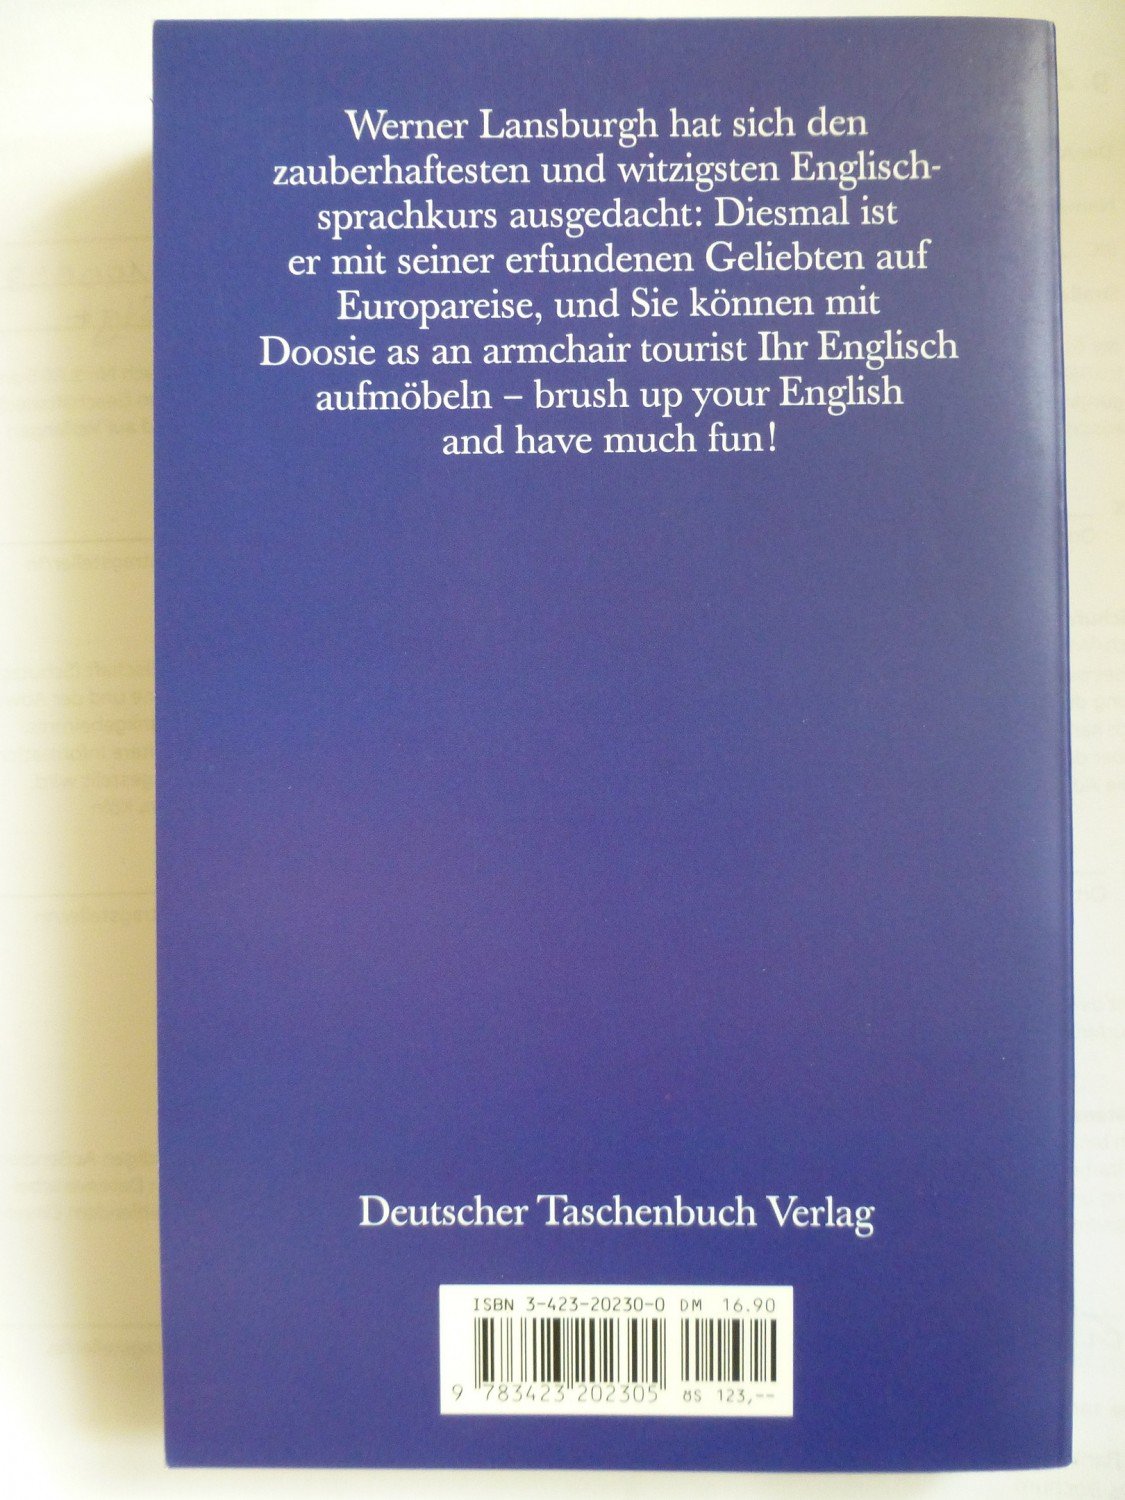 Werner Lansburgh hat sich den
zauberhaftesten und witzigsten Englisch-
sprachkurs ausgedacht: Diesmal ist
er mit seiner erfundenen Geliebten auf
Europareise, und Sie können mit
Doosie as an armchair tourist Ihr Englisch
aufmöbeln – brush up your English
and have much fun!
Deutscher Taschenbuch Verlag
ISBN 3-423-20230-0 DM 16.90
9 783423 202305 öS 123,--